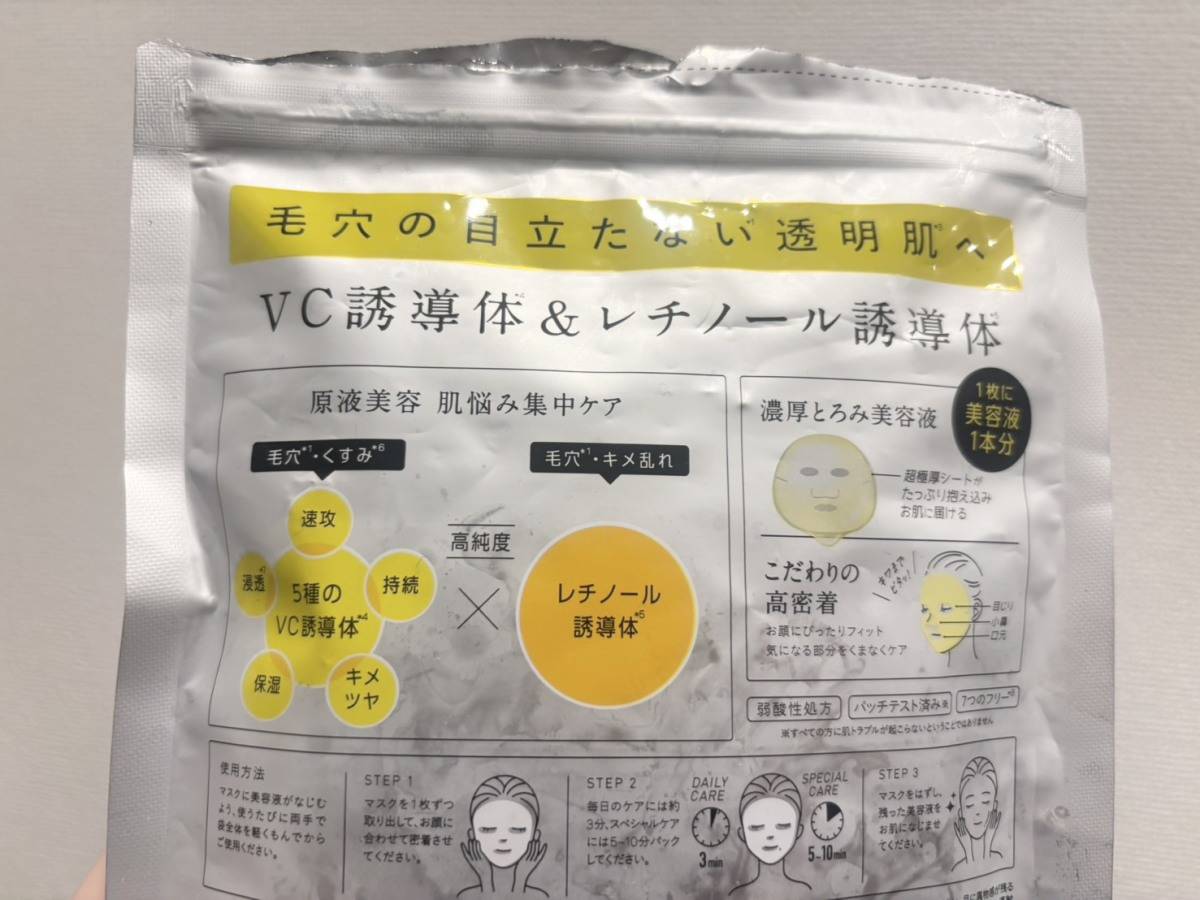 毛穴の目立たない*1透明肌*3へ
VC誘導体*4&レチノール誘導体*5
原液美容 肌悩み集中ケア
毛穴*1・くすみ*6
毛穴*1・キメ乱れ
速攻
浸透*7
持続
5種の
VC誘導体*4
保湿
キメ
ツヤ
高純度
レチノール
誘導体*5
濃厚とろみ美容液
1枚に
美容液
1本分
超極厚シートが
たっぷり抱え込み
お肌に届ける
こだわりの
高密着
お顔にぴったりフィット
気になる部分をくまなくケア
キワまで
ピタッ!
目じり
小鼻
口元
弱酸性処方
パッチテスト済み※
7つのフリー*8
※すべての方に肌トラブルが起こらないということではありません
使用方法
マスクに美容液がなじむ
よう、使うたびに両手で
袋全体を軽くもんでから
ご使用ください。
STEP 1
マスクを1枚ずつ
取り出して、お顔に
合わせて密着させ
てください。
STEP 2
毎日のケアには約
3分、スペシャルケア
には5~10分パック
してください。
DAILY
CARE
3min
SPECIAL
CARE
5~10min
STEP 3
マスクをはずし、
残った美容液を
お肌になじませ
てください。